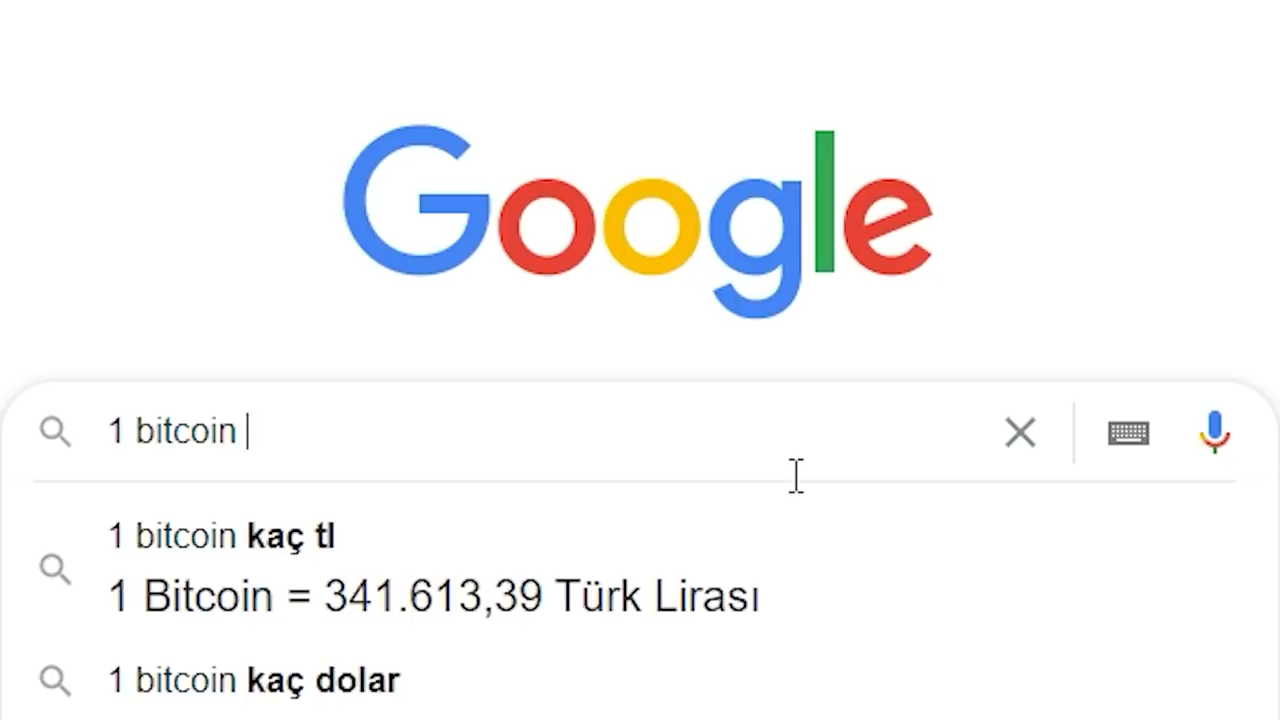 Google
1 bitcoin
1 bitcoin kaç tl
1 Bitcoin = 341.613,39 Türk Lirası
1 bitcoin kaç dolar